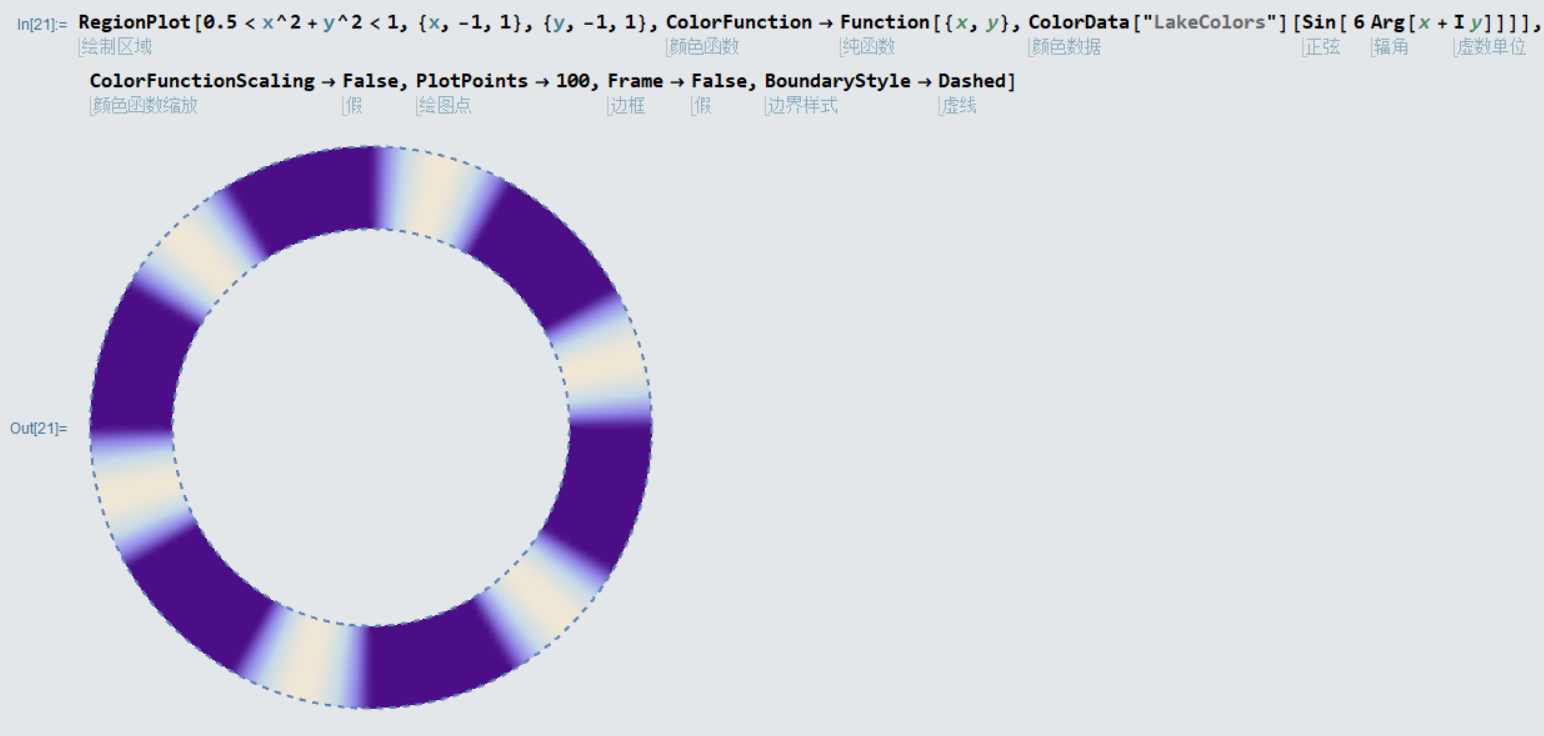 In[21]:= RegionPlot[0.5 < x^2 + y^2 < 1, {x, -1, 1}, {y, -1, 1}, ColorFunction → Function[{x, y}, ColorData["LakeColors"][Sin[ 6 Arg[x + I y]]]],
绘制区域 颜色函数 纯函数 颜色数据 正弦 辐角 虚数单位
ColorFunctionScaling → False, PlotPoints → 100, Frame → False, BoundaryStyle → Dashed]
颜色函数缩放 假 绘图点 边框 假 边界样式 虚线
Out[21]=